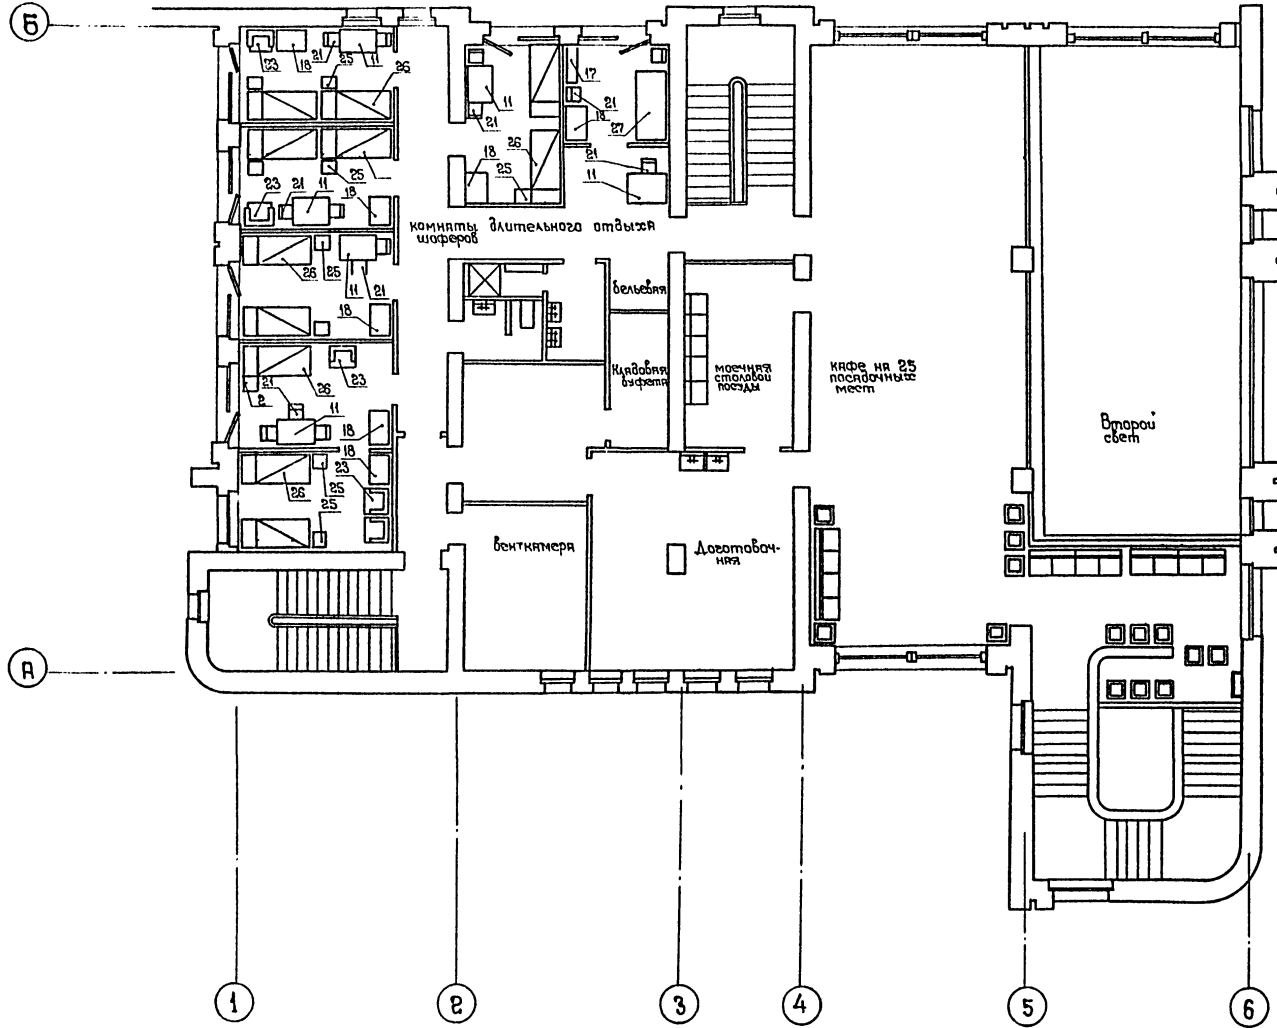 Б
23
18
21
25
11
26
11
21
17
21
18
27
26
25
18
21
11
25
23
21
11
18
комнаты длительного отдыха
шоферов
26
25
11
21
18
бельевая
26
23
2
21
11
18
Кладовая
буфета
моечная
столовой
посуды
кафе на 25
посадочных
мест
Второй
свет
26
25
18
23
25
венткамера
Доготовоч-
ная
А
1
2
3
4
5
6